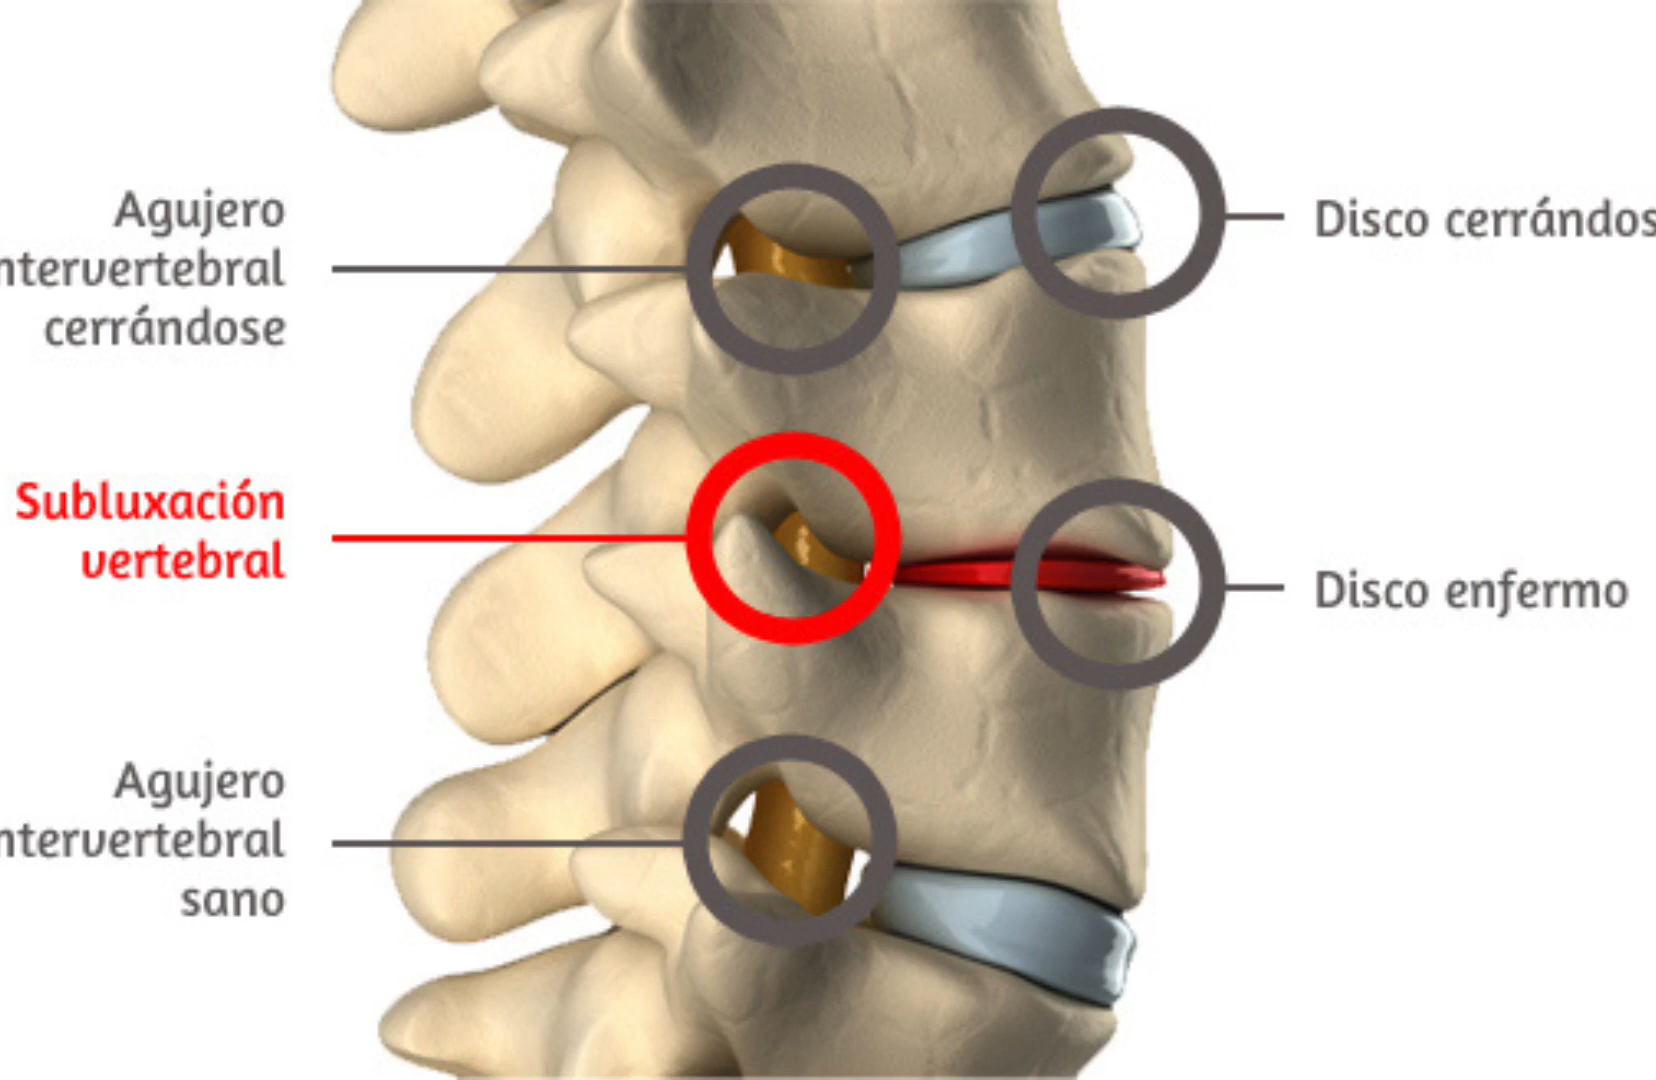 Agujero
ntervertebral
cerrándose
Disco cerrándos
Subluxación
vertebral
Disco enfermo
Agujero
ntervertebral
sano